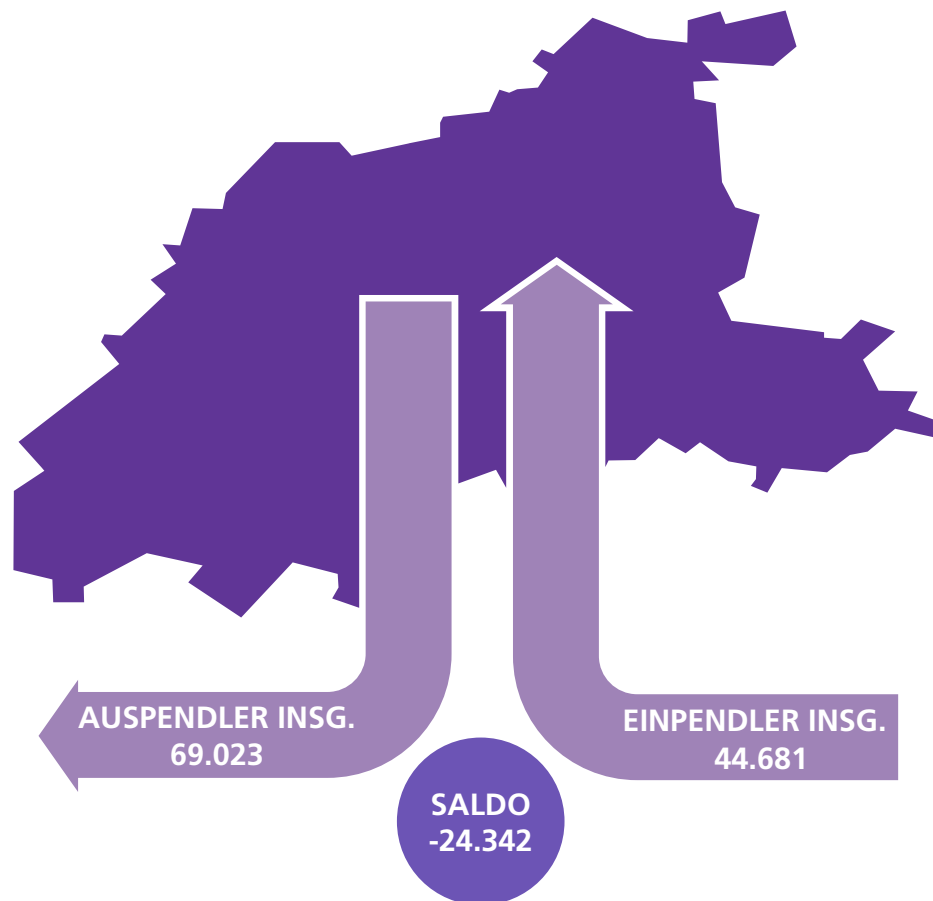 AUSPENDLER INSG.
69.023
EINPENDLER INSG.
44.681
SALDO
-24.342